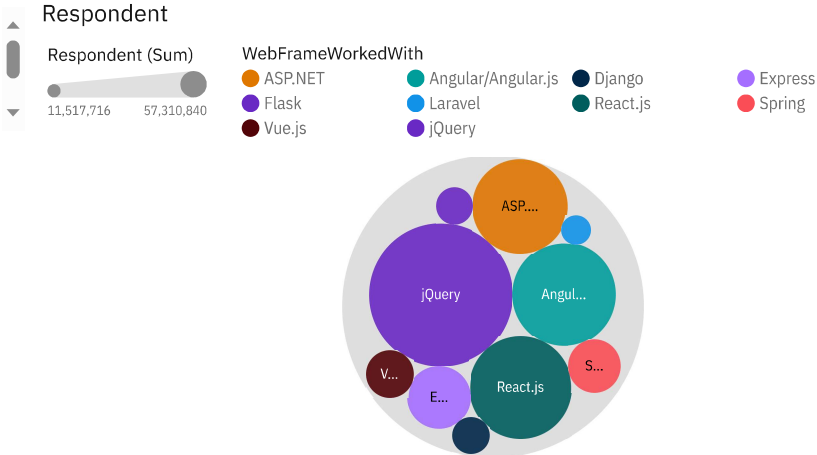 Respondent
Respondent (Sum)
11,517,716 57,310,840
WebFrameWorkedWith
ASP.NET Angular/Angular.js Django Express
Flask Laravel React.js Spring
Vue.js jQuery
ASP....
jQuery Angul...
V... E... React.js S...